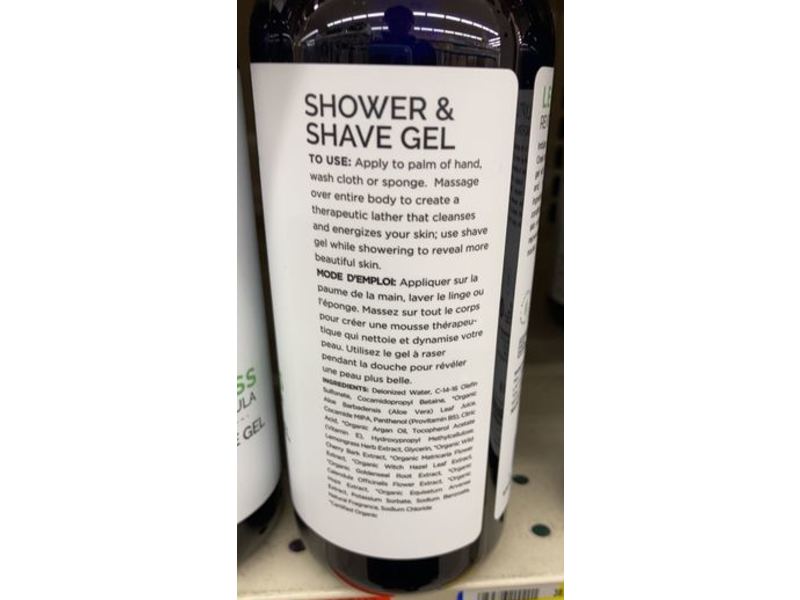 SHOWER &
SHAVE GEL
TO USE: Apply to palm of hand,
wash cloth or sponge. Massage
over entire body to create a
therapeutic lather that cleanses
and energizes your skin; use shave
gel while showering to reveal more
beautiful skin.
MODE D'EMPLOI: Appliquer sur la
paume de la main, laver le linge ou
l'éponge. Massez sur tout le corps
pour créer une mousse thérapeu-
tique qui nettoie et dynamise votre
peau. Utilisez le gel à raser
pendant la douche pour révéler
une peau plus belle.
INGREDIENTS: Deionized Water, C-14-16 Olefin
Sulfonate, Cocamidopropyl Betaine, *Organic
Aloe Barbadensis (Aloe Vera) Leaf Juice,
Cocamide MIPA, Panthenol (Provitamin B5), Citric
Acid, *Organic Argan Oil, Tocopherol Acetate
(Vitamin E), Hydroxypropyl Methylcellulose,
Lemongrass Herb Extract, Glycerin, *Organic Wild
Cherry Bark Extract, *Organic Matricaria Flower
Extract, *Organic Witch Hazel Leaf Extract,
*Organic Goldenseal Root Extract, *Organic
Calendula Officinalis Flower Extract, *Organic
Hops Extract, *Organic Equisetum Arvense
Extract, Potassium Sorbate, Sodium Benzoate,
Natural Fragrance, Sodium Chloride
*Certified Organic
SS
ULA
E GEL
LE
38